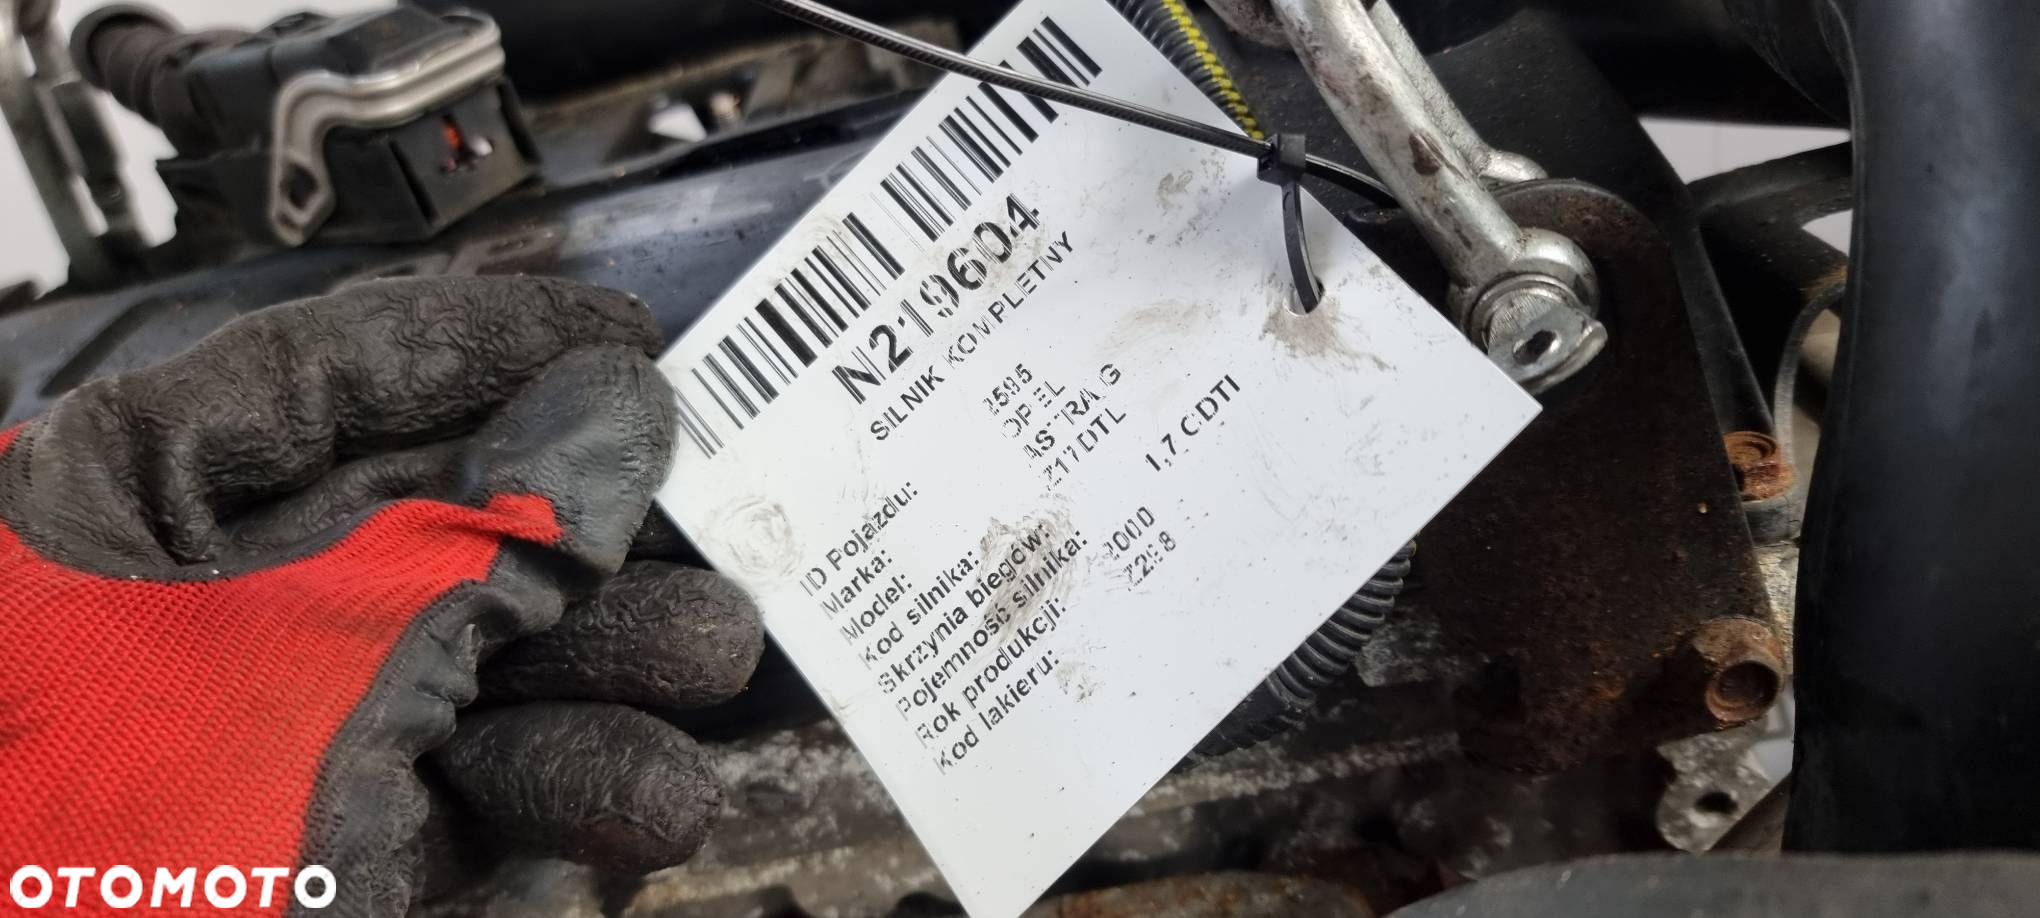 N219604
SILNIK KOMPLETNY
ID Pojazdu: 2595
Marka: OPEL
Model: ASTRA G
Kod silnika: Z17DTL
Skrzynia biegów:
Pojemność silnika: 1,7 CDTI
Rok produkcji: 2000
Kod lakieru: Z2
OTOMOTO